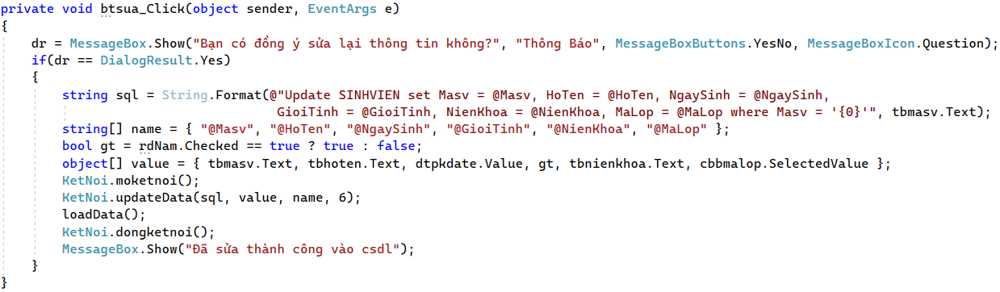 private void btsua_Click(object sender, EventArgs e)
{
    dr = MessageBox.Show("Bạn có đồng ý sửa lại thông tin không?", "Thông Báo", MessageBoxButtons.YesNo, MessageBoxIcon.Question);
    if(dr == DialogResult.Yes)
    {
        string sql = String.Format(@"Update SINHVIEN set Masv = @Masv, HoTen = @HoTen, NgaySinh = @NgaySinh,
                                    GioiTinh = @GioiTinh, NienKhoa = @NienKhoa, MaLop = @MaLop where Masv = '{0}'", tbmasv.Text);
        string[] name = { "@Masv", "@HoTen", "@NgaySinh", "@GioiTinh", "@NienKhoa", "@MaLop" };
        bool gt = rdNam.Checked == true ? true : false;
        object[] value = { tbmasv.Text, tbhoten.Text, dtpkdate.Value, gt, tbnienkhoa.Text, cbbmalop.SelectedValue };
        KetNoi.moketnoi();
        KetNoi.updateData(sql, value, name, 6);
        loadData();
        KetNoi.dongketnoi();
        MessageBox.Show("Đã sửa thành công vào csdl");
    }
}